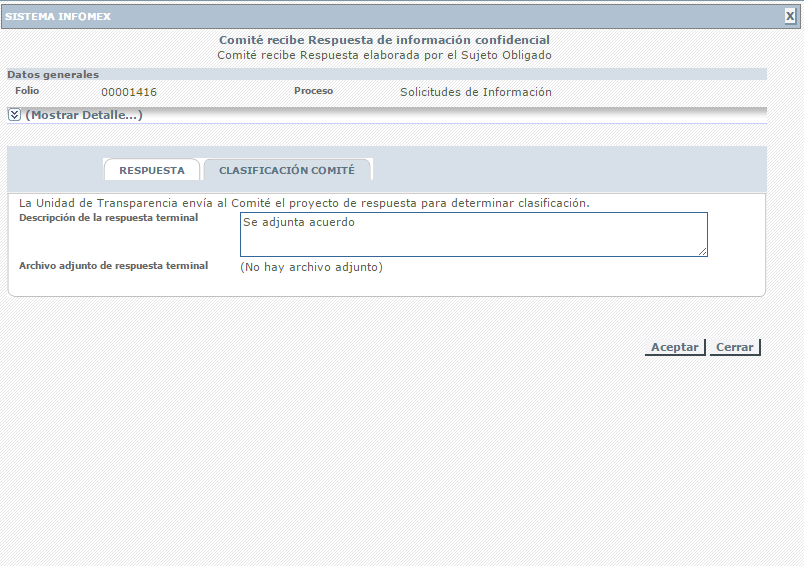 SISTEMA INFOMEX
X
Comité recibe Respuesta de información confidencial
Comité recibe Respuesta elaborada por el Sujeto Obligado
Datos generales
Folio 00001416 Proceso Solicitudes de Información
(Mostrar Detalle...)
RESPUESTA CLASIFICACIÓN COMITÉ
La Unidad de Transparencia envía al Comité el proyecto de respuesta para determinar clasificación.
Descripción de la respuesta terminal Se adjunta acuerdo
Archivo adjunto de respuesta terminal (No hay archivo adjunto)
Aceptar Cerrar